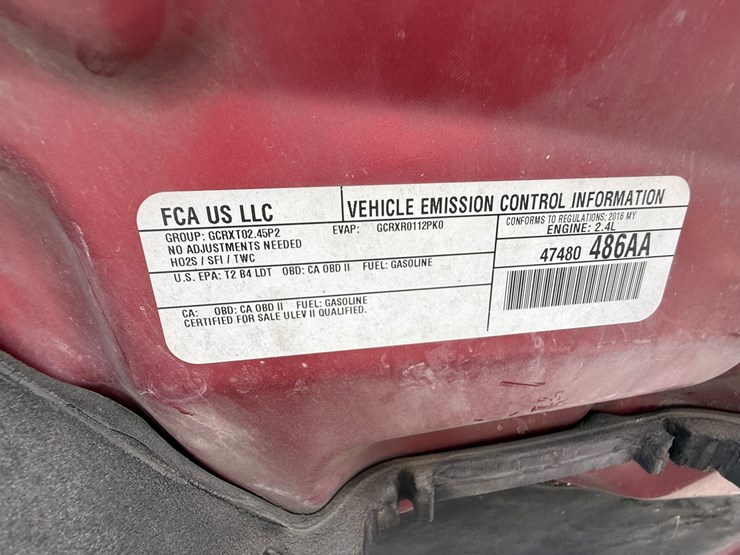 FCA US LLC
VEHICLE EMISSION CONTROL INFORMATION
GROUP: GCRXT02.45P2 EVAP: GCRXR0112PK0
NO ADJUSTMENTS NEEDED
HO2S / SFI / TWC
CONFORMS TO REGULATIONS: 2016 MY
ENGINE: 2.4L
U.S. EPA: T2 B4 LDT OBD: CA OBD II FUEL: GASOLINE
47480 486AA
CA: OBD: CA OBD II FUEL: GASOLINE
CERTIFIED FOR SALE ULEV II QUALIFIED.